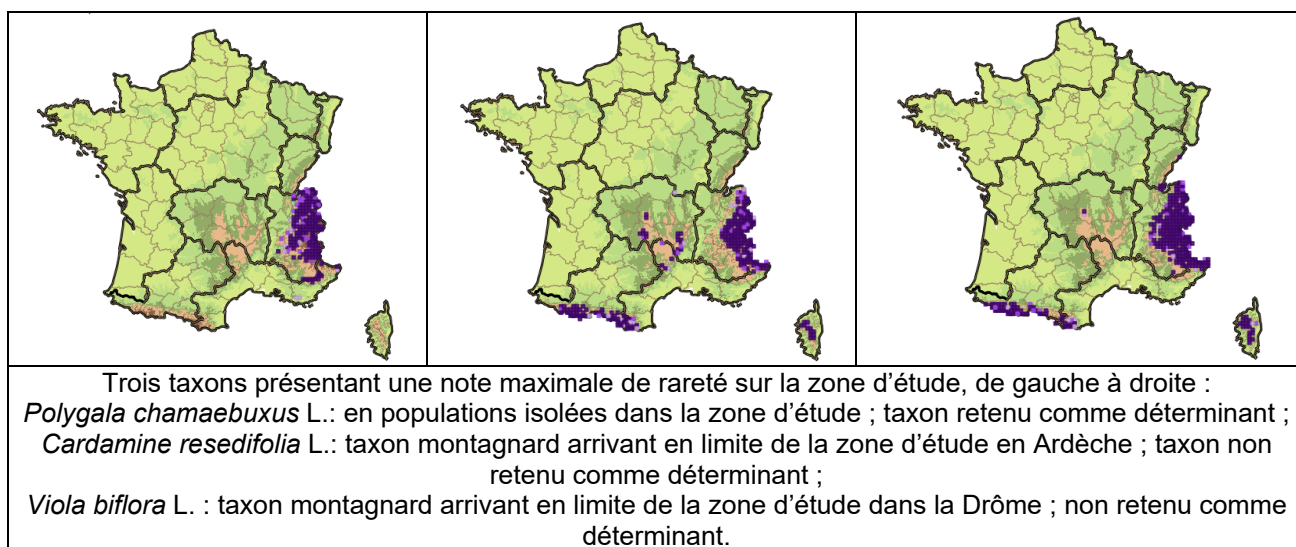 Trois taxons présentant une note maximale de rareté sur la zone d'étude, de gauche à droite :
Polygala chamaebuxus L.: en populations isolées dans la zone d'étude ; taxon retenu comme déterminant ;
Cardamine resedifolia L.: taxon montagnard arrivant en limite de la zone d'étude en Ardèche ; taxon non
retenu comme déterminant ;
Viola biflora L. : taxon montagnard arrivant en limite de la zone d'étude dans la Drôme ; non retenu comme
déterminant.